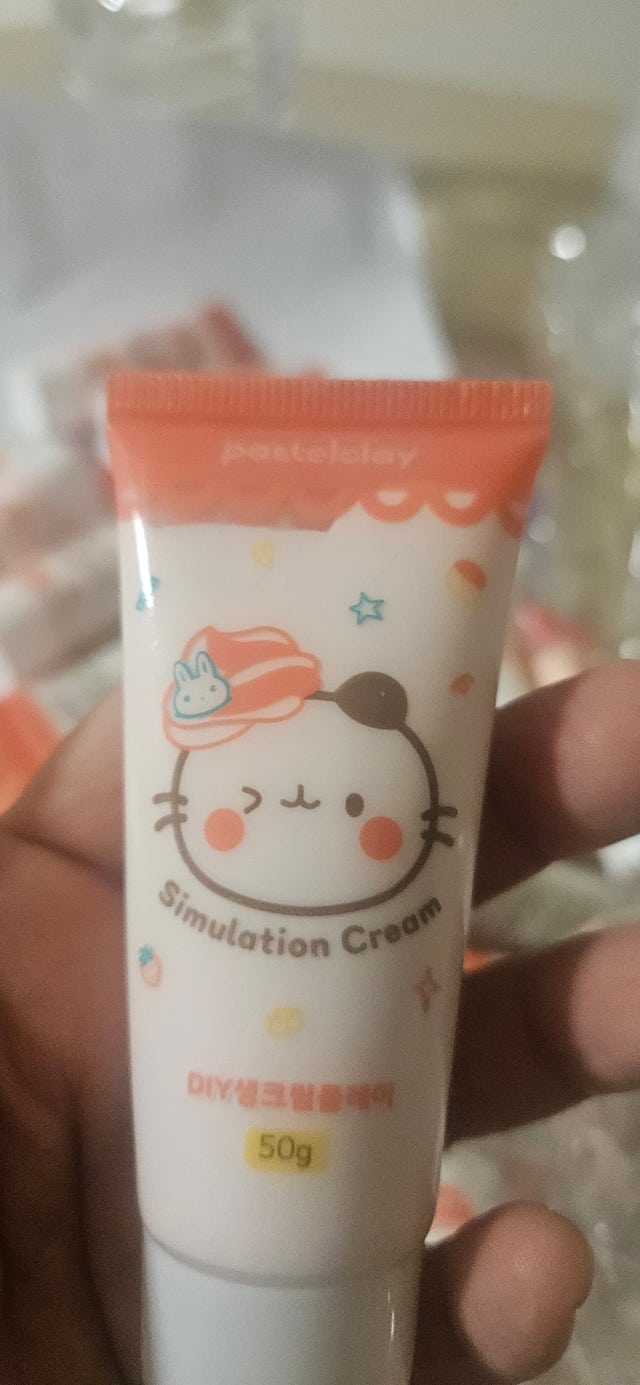 pastelclay
Simulation Cream
DIY생크림클레이
50g